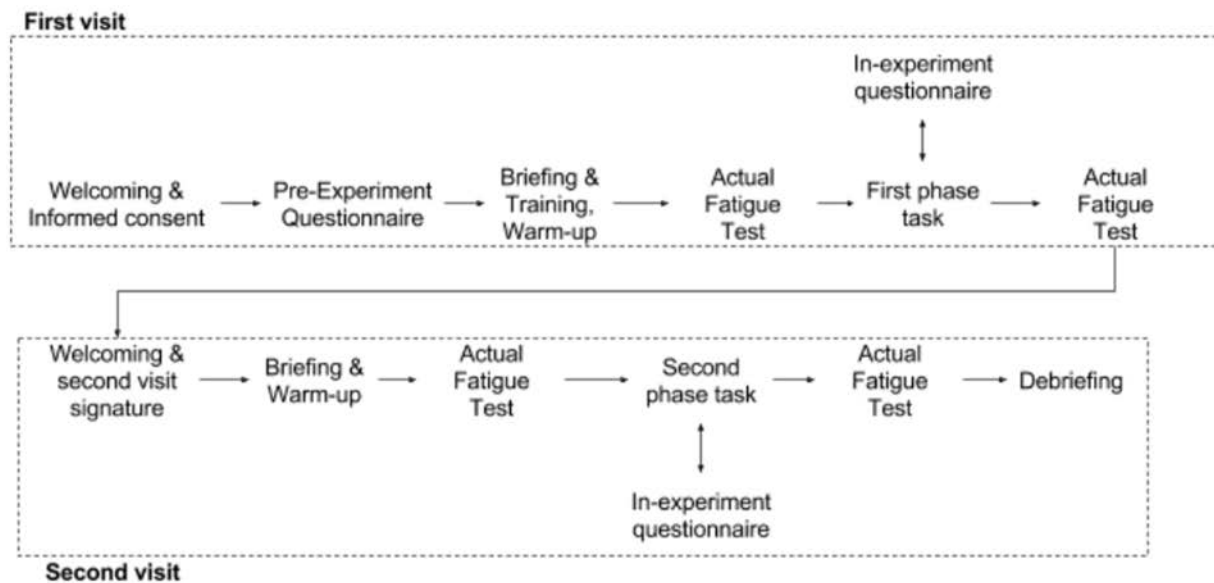 First visit
In-experiment
questionnaire
Welcoming &
Informed consent
Pre-Experiment
Questionnaire
Briefing &
Training,
Warm-up
Actual
Fatigue
Test
First phase
task
Actual
Fatigue
Test
Welcoming &
second visit
signature
Briefing &
Warm-up
Actual
Fatigue
Test
Second
phase task
Actual
Fatigue
Test
Debriefing
In-experiment
questionnaire
Second visit